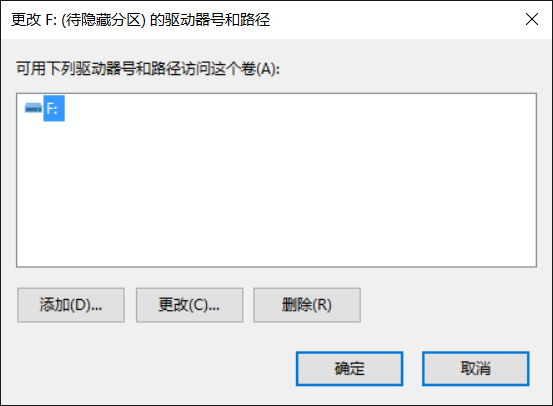 更改 F: (待隐藏分区) 的驱动器号和路径
可用下列驱动器号和路径访问这个卷(A):
F:
添加(D)... 更改(C)... 删除(R)
确定 取消